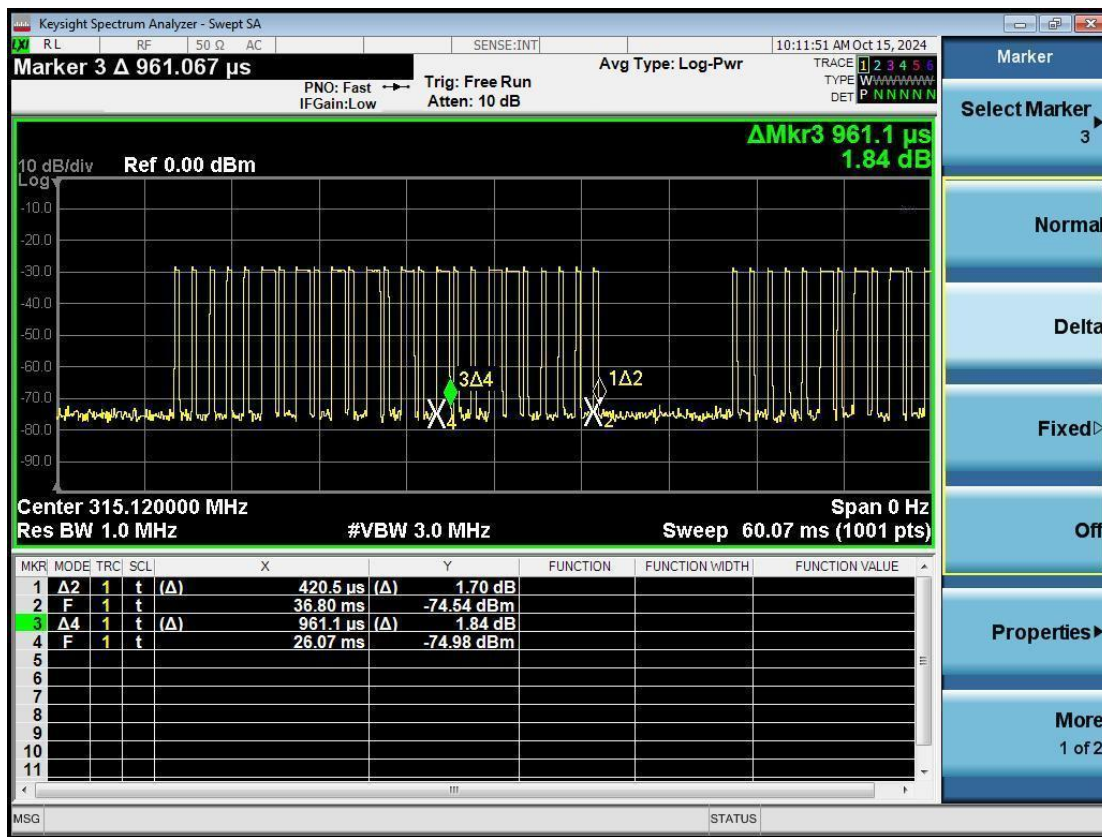 Keysight Spectrum Analyzer - Swept SA
LXI RL RF 50 Ω AC SENSE:INT 10:11:51 AM Oct 15, 2024
Marker 3 Δ 961.067 µs
PNO: Fast
IFGain:Low
Trig: Free Run
Atten: 10 dB
Avg Type: Log-Pwr
TRACE 1 2 3 4 5 6
TYPE WWWWWW
DET P N N N N N
ΔMkr3 961.1 µs
1.84 dB
10 dB/div Ref 0.00 dBm
Log
-10.0
-20.0
-30.0
-40.0
-50.0
-60.0
3Δ4 1Δ2
-70.0
4 2
-80.0
-90.0
Center 315.120000 MHz Span 0 Hz
Res BW 1.0 MHz #VBW 3.0 MHz Sweep 60.07 ms (1001 pts)
MKR MODE TRC SCL X Y FUNCTION FUNCTION WIDTH FUNCTION VALUE
1 Δ2 1 t (Δ) 420.5 µs (Δ) 1.70 dB
2 F 1 t 36.80 ms -74.54 dBm
3 Δ4 1 t (Δ) 961.1 µs (Δ) 1.84 dB
4 F 1 t 26.07 ms -74.98 dBm
5
6
7
8
9
10
11
MSG STATUS
Marker
Select Marker
3
Normal
Delta
Fixed
Off
Properties
More
1 of 2